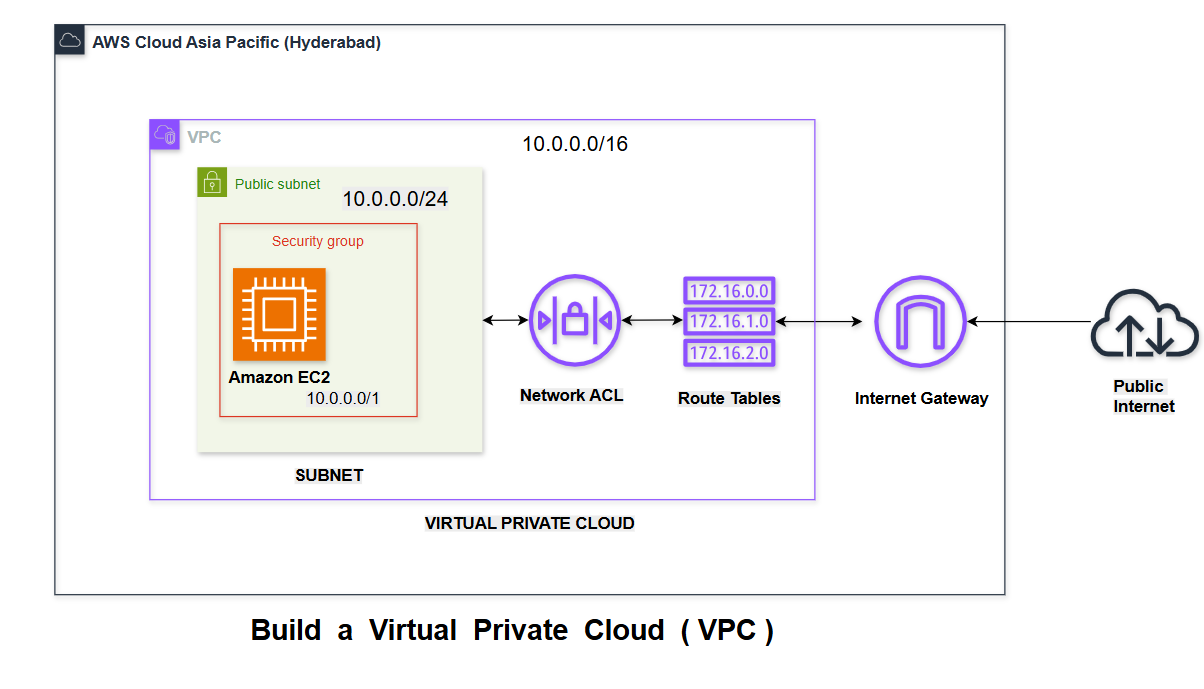 AWS Cloud Asia Pacific (Hyderabad)
VPC
10.0.0.0/16
Public subnet
10.0.0.0/24
Security group
Amazon EC2
10.0.0.0/1
SUBNET
Network ACL
172.16.0.0
172.16.1.0
172.16.2.0
Route Tables
Internet Gateway
Public
Internet
VIRTUAL PRIVATE CLOUD
Build a Virtual Private Cloud ( VPC )